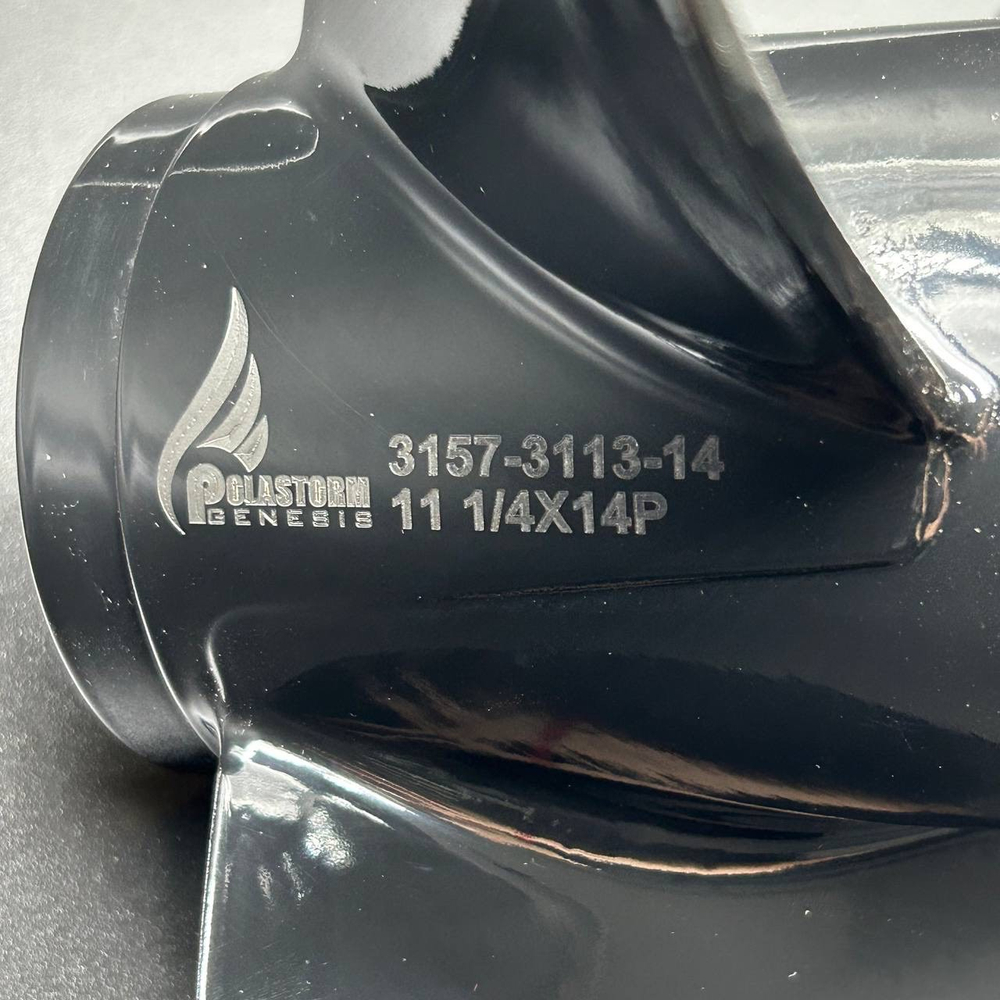 POLASTORM
GENESIS
3157-3113-14
11 1/4X14P